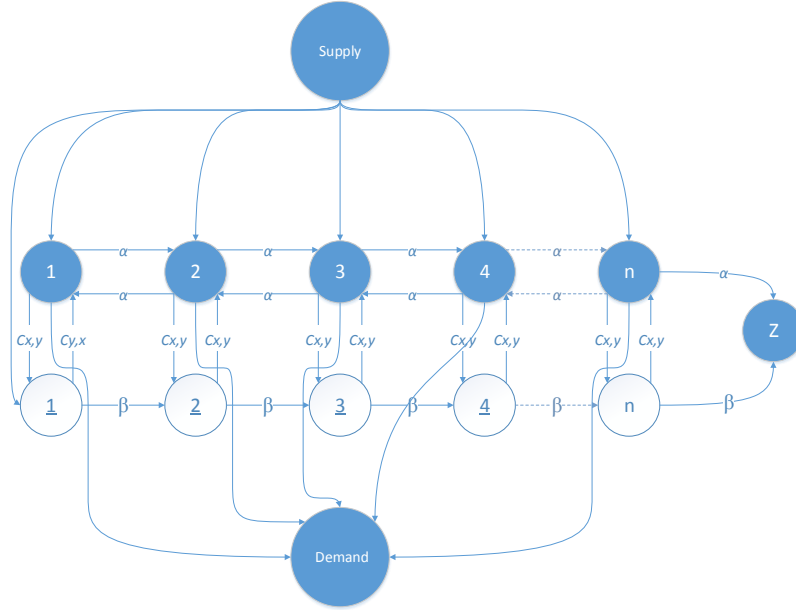 Supply
α α α α
1 2 3 4 n α
α α α α
Z
Cx,y Cy,x Cx,y Cx,y Cx,y Cx,y Cx,y Cx,y Cx,y Cx,y
1 β 2 β 3 β 4 β n β
Demand